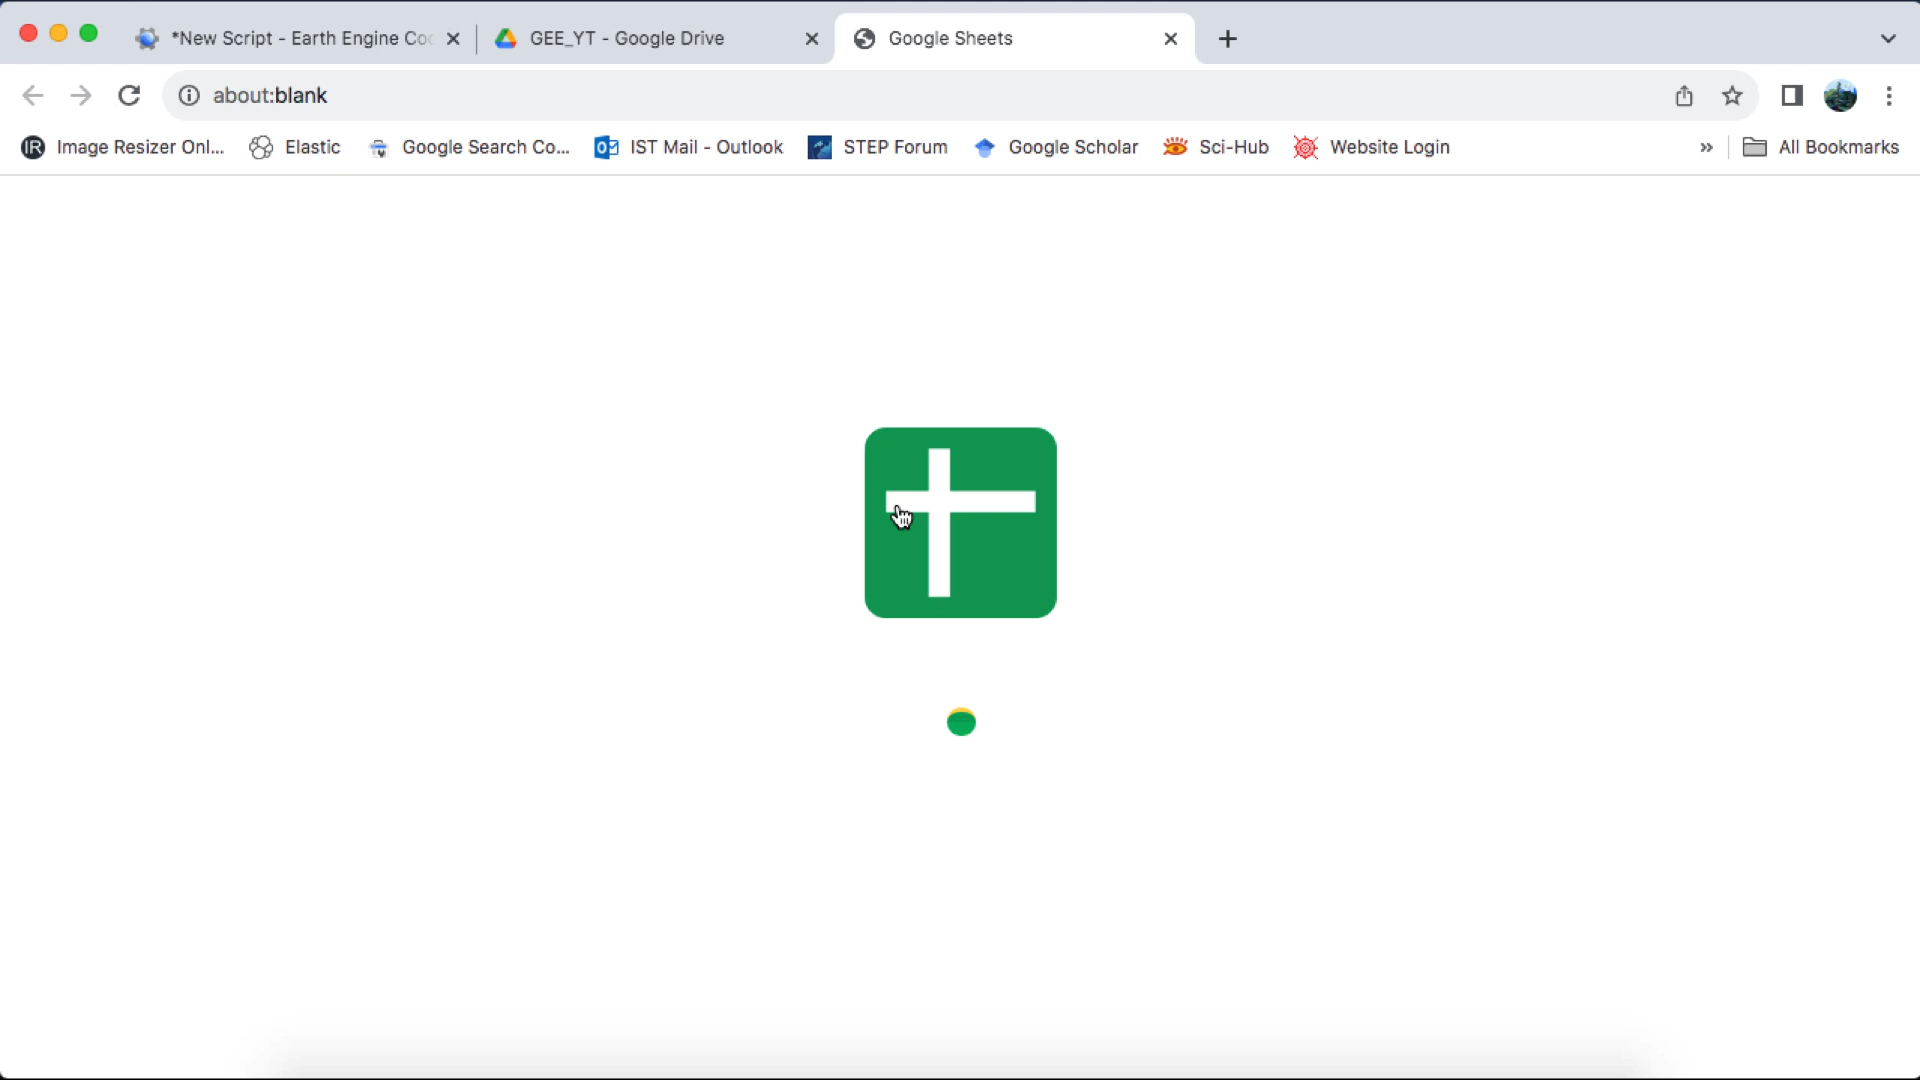 *New Script - Earth Engine Co
GEE_YT - Google Drive
Google Sheets
about:blank
IR
Image Resizer Onl...
Elastic
Google Search Co...
IST Mail - Outlook
STEP Forum
Google Scholar
Sci-Hub
Website Login
»
All Bookmarks